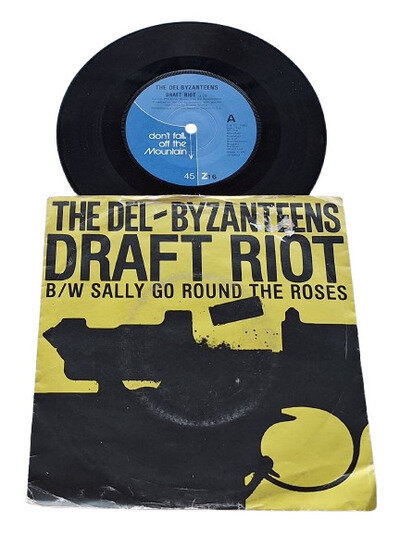 THE DEL-BYZANTEENS
DRAFT RIOT
A
don't fall
off the
Mountain
45
Z 6
THE DEL-BYZANTEENS
DRAFT RIOT
B/W SALLY GO ROUND THE ROSES